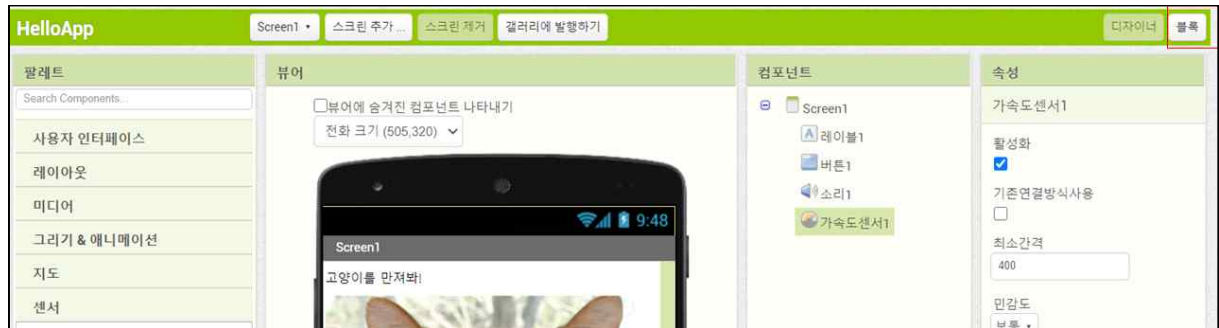 HelloApp
Screen1 스크린 추가 ... 스크린 제거 갤러리에 발행하기 디자이너 블록
팔레트
Search Components...
사용자 인터페이스
레이아웃
미디어
그리기 & 애니메이션
지도
센서
뷰어
뷰어에 숨겨진 컴포넌트 나타내기
전화 크기 (505,320)
9:48
Screen1
고양이를 만져봐!
컴포넌트
Screen1
A 레이블1
버튼1
소리1
가속도센서1
속성
가속도센서1
활성화
기존연결방식사용
최소간격
400
민감도
보통